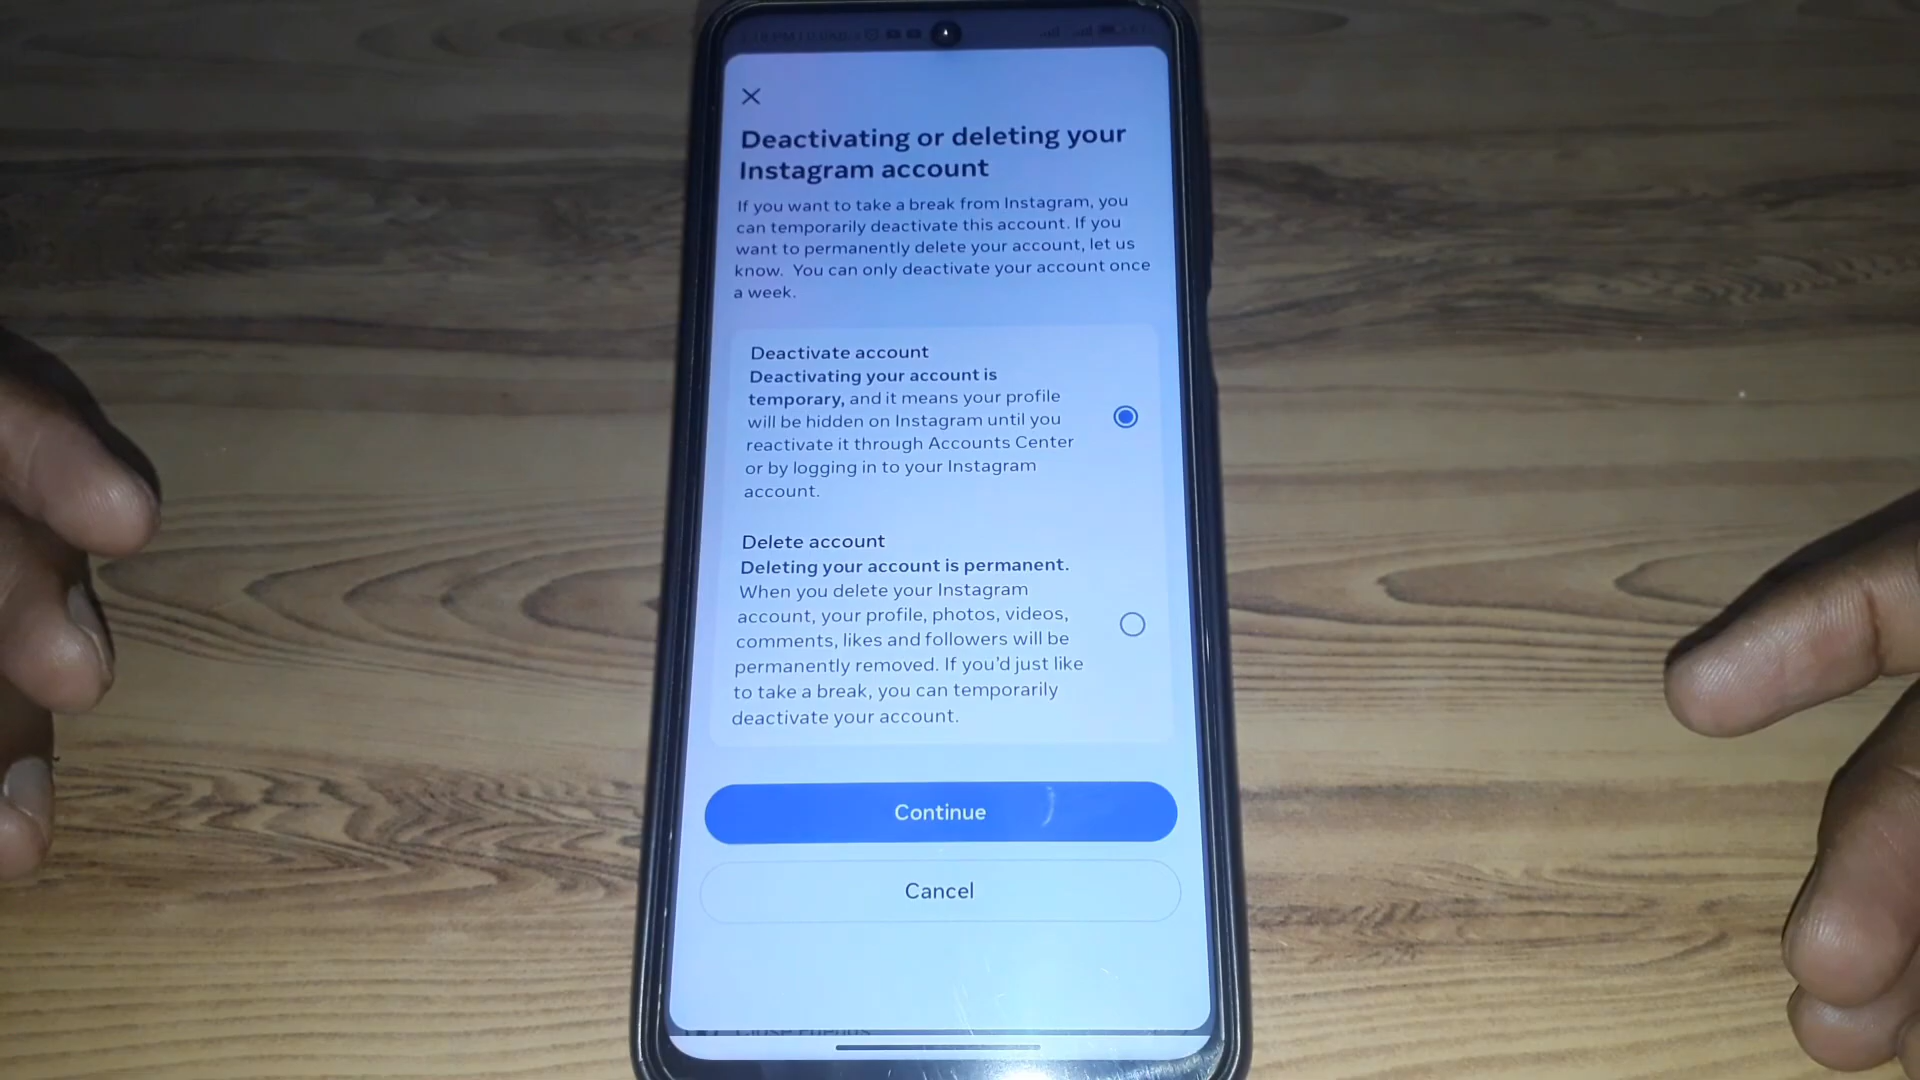 Deactivating or deleting your
Instagram account
If you want to take a break from Instagram, you
can temporarily deactivate this account. If you
want to permanently delete your account, let us
know. You can only deactivate your account once
a week.
Deactivate account
Deactivating your account is
temporary, and it means your profile
will be hidden on Instagram until you
reactivate it through Accounts Center
or by logging in to your Instagram
account.
Delete account
Deleting your account is permanent.
When you delete your Instagram
account, your profile, photos, videos,
comments, likes and followers will be
permanently removed. If you'd just like
to take a break, you can temporarily
deactivate your account.
Continue
Cancel